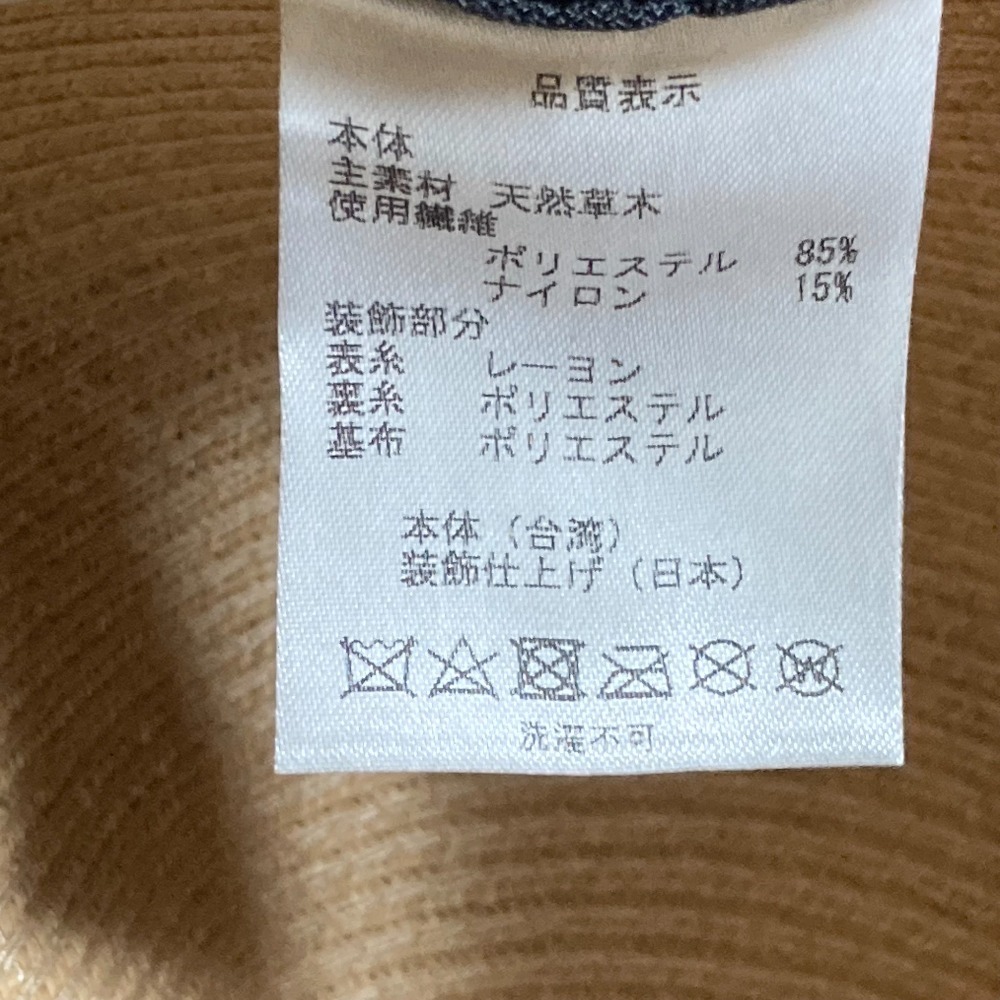 品質表示
本体
主素材 天然草木
使用繊維
ポリエステル 85%
ナイロン 15%
装飾部分
表糸 レーヨン
裏糸 ポリエステル
基布 ポリエステル
本体（台湾）
装飾仕上げ（日本）
W
洗濯不可